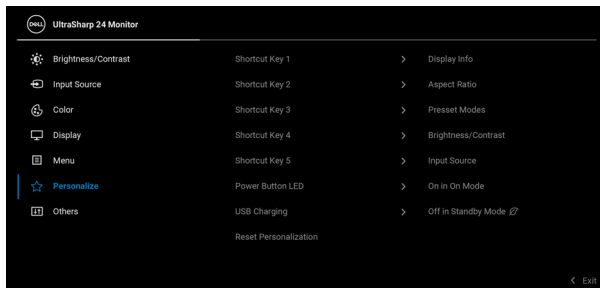 DELL UltraSharp 24 Monitor
Brightness/Contrast Shortcut Key 1 > Display Info
Input Source Shortcut Key 2 > Aspect Ratio
Color Shortcut Key 3 > Presset Modes
Display Shortcut Key 4 > Brightness/Contrast
Menu Shortcut Key 5 > Input Source
Personalize Power Button LED > On in On Mode
Others USB Charging > Off in Standby Mode
Reset Personalization
< Exit